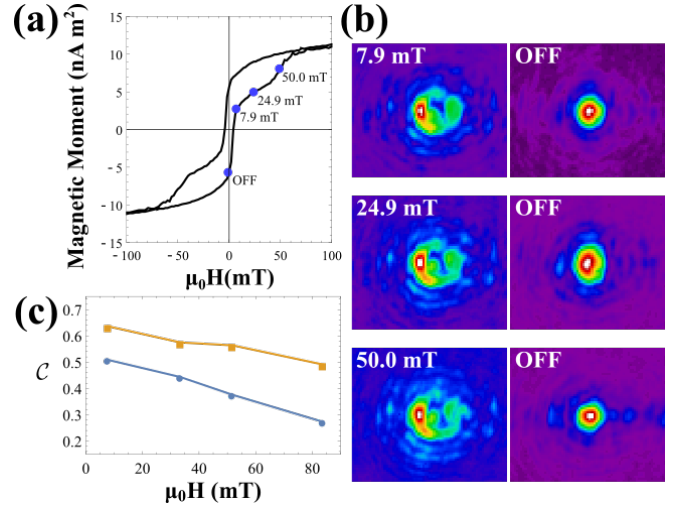 (a)
Magnetic Moment (nA m²)
15
10
5
0
-5
-10
-15
50.0 mT
24.9 mT
7.9 mT
OFF
-100 -50 0 50 100
μ₀H(mT)
(b)
7.9 mT OFF
24.9 mT OFF
50.0 mT OFF
(c)
C
0.7
0.6
0.5
0.4
0.3
0.2
0 20 40 60 80
μ₀H (mT)